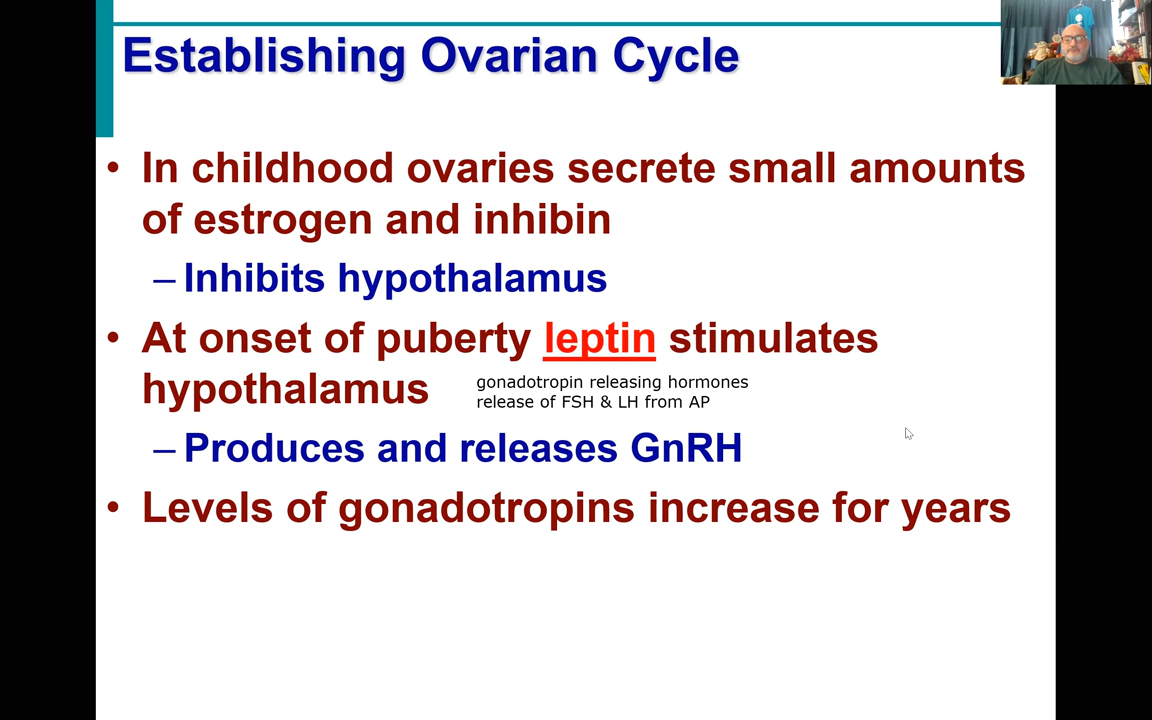 Establishing Ovarian Cycle
• In childhood ovaries secrete small amounts
of estrogen and inhibin
– Inhibits hypothalamus
• At onset of puberty leptin stimulates
hypothalamus
gonadotropin releasing hormones
release of FSH & LH from AP
– Produces and releases GnRH
• Levels of gonadotropins increase for years